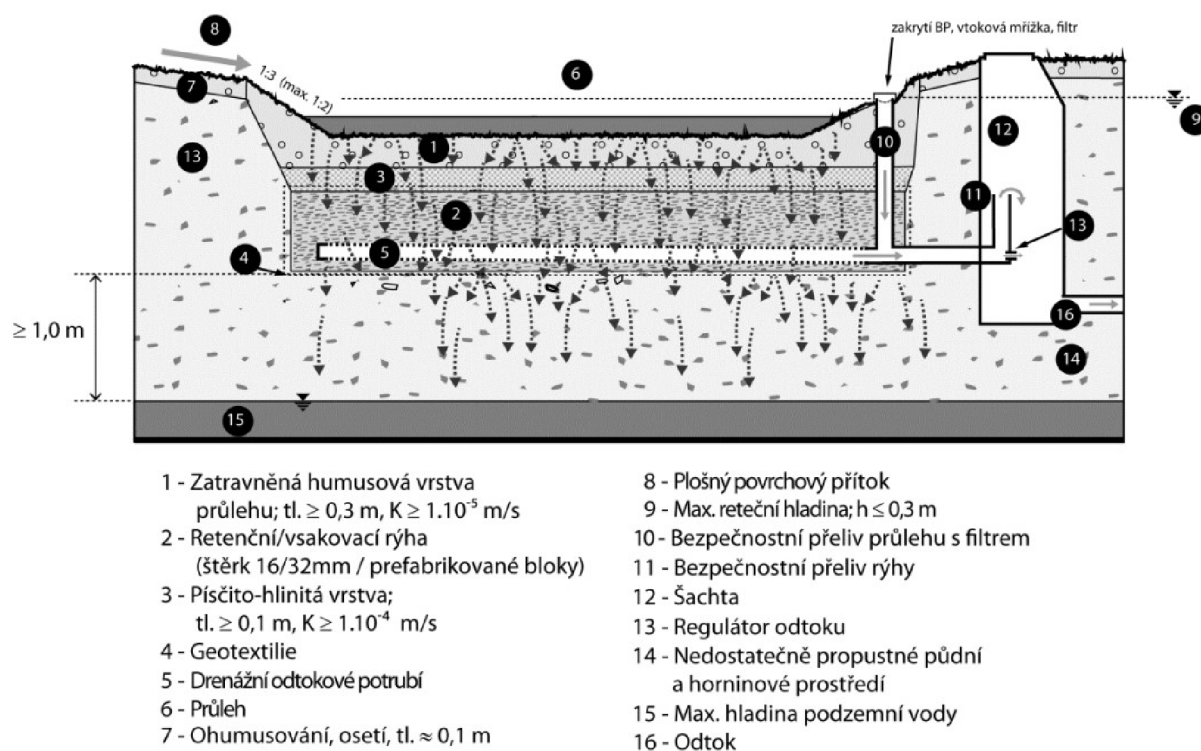 8
zakrytí BP, vtoková mřížka, filtr
7
1:3 (max. 1:2)
6
9
13
1
10
12
3
11
2
13
4
5
16
≥ 1,0 m
14
15
1 - Zatravněná humusová vrstva
průlehu; tl. ≥ 0,3 m, K ≥ 1.10⁻⁵ m/s
2 - Retenční/vsakovací rýha
(štěrk 16/32mm / prefabrikované bloky)
3 - Písčito-hlinitá vrstva;
tl. ≥ 0,1 m, K ≥ 1.10⁻⁴ m/s
4 - Geotextilie
5 - Drenážní odtokové potrubí
6 - Průleh
7 - Ohumusování, osetí, tl. ≈ 0,1 m
8 - Plošný povrchový přítok
9 - Max. reteční hladina; h ≤ 0,3 m
10 - Bezpečnostní přeliv průlehu s filtrem
11 - Bezpečnostní přeliv rýhy
12 - Šachta
13 - Regulátor odtoku
14 - Nedostatečně propustné půdní
a horninové prostředí
15 - Max. hladina podzemní vody
16 - Odtok